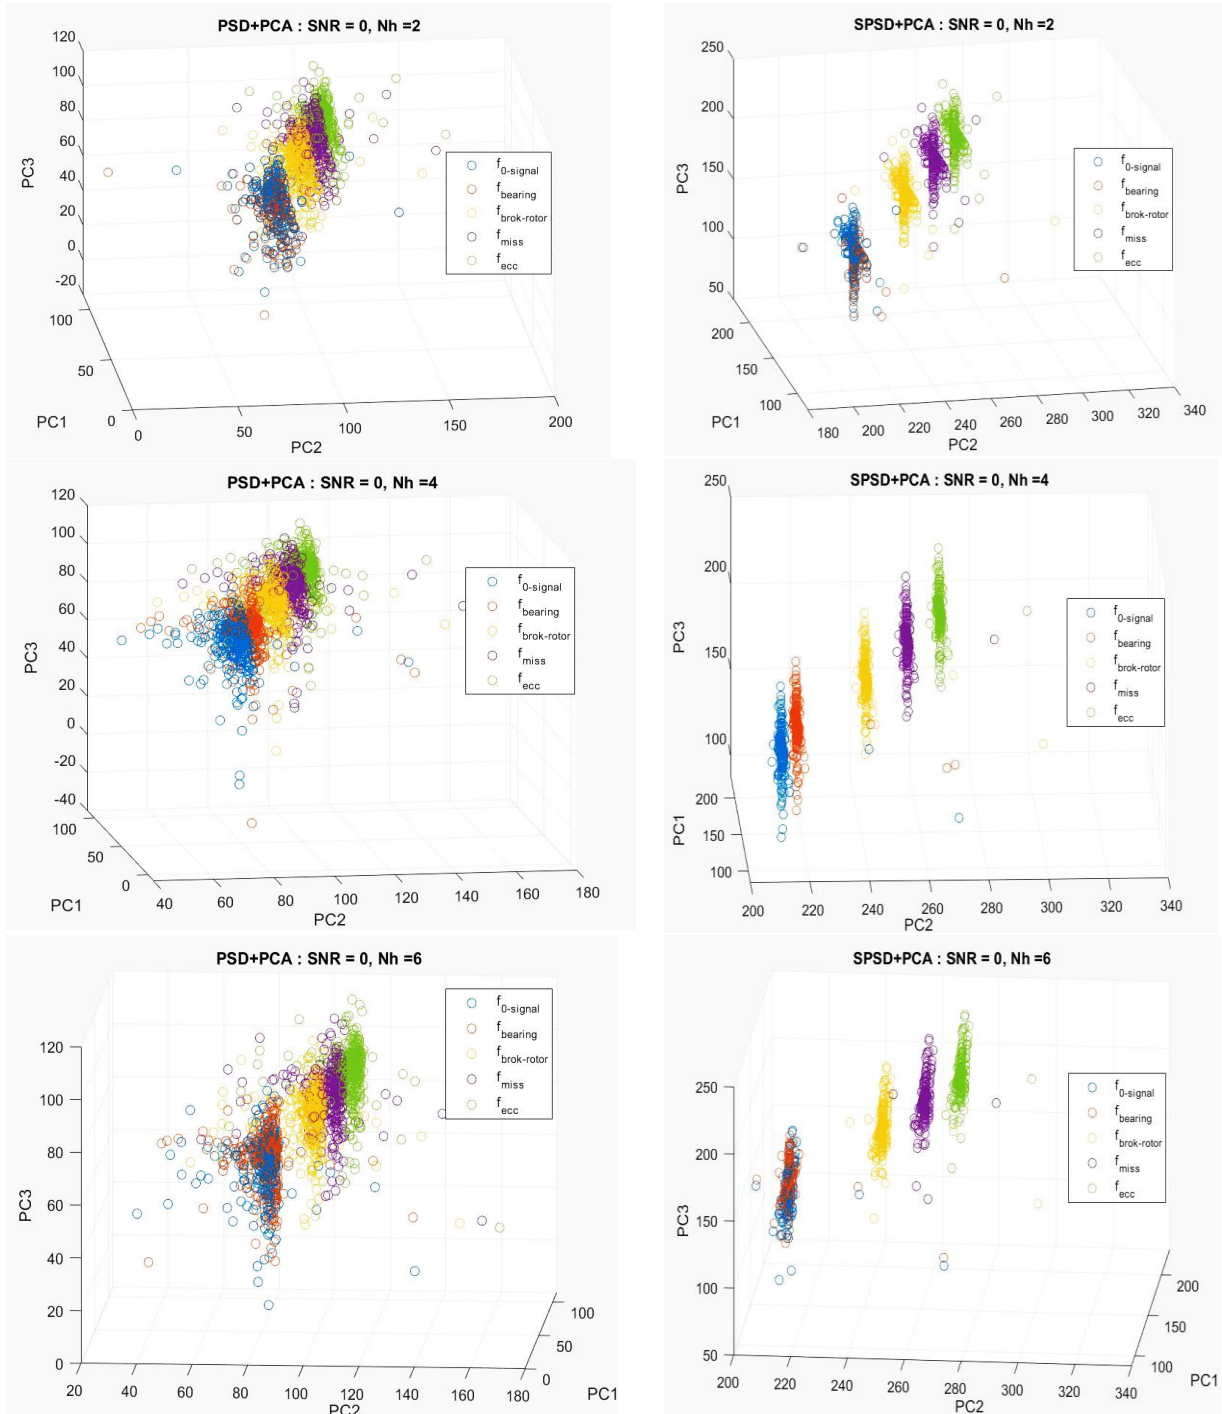 PSD+PCA : SNR = 0, Nh =2
120
100
80
60
40
20
0
-20
PC3
100
50
0
PC1
0
50
100
150
200
PC2
f0-signal
fbearing
fbrok-rotor
fmiss
fecc
SPSD+PCA : SNR = 0, Nh =2
250
200
150
100
50
PC3
200
150
100
PC1
180
200
220
240
260
280
300
320
340
PC2
f0-signal
fbearing
fbrok-rotor
fmiss
fecc
PSD+PCA : SNR = 0, Nh =4
120
100
80
60
40
20
0
-20
-40
PC3
100
50
0
PC1
40
60
80
100
120
140
160
180
PC2
f0-signal
fbearing
fbrok-rotor
fmiss
fecc
SPSD+PCA : SNR = 0, Nh =4
250
200
150
100
PC3
200
150
100
PC1
200
220
240
260
280
300
320
340
PC2
f0-signal
fbearing
fbrok-rotor
fmiss
fecc
PSD+PCA : SNR = 0, Nh =6
120
100
80
60
40
20
0
PC3
20
40
60
80
100
120
140
160
180
PC2
100
50
0
PC1
f0-signal
fbearing
fbrok-rotor
fmiss
fecc
SPSD+PCA : SNR = 0, Nh =6
250
200
150
100
50
PC3
200
220
240
260
280
300
320
340
PC2
200
150
100
PC1
f0-signal
fbearing
fbrok-rotor
fmiss
fecc